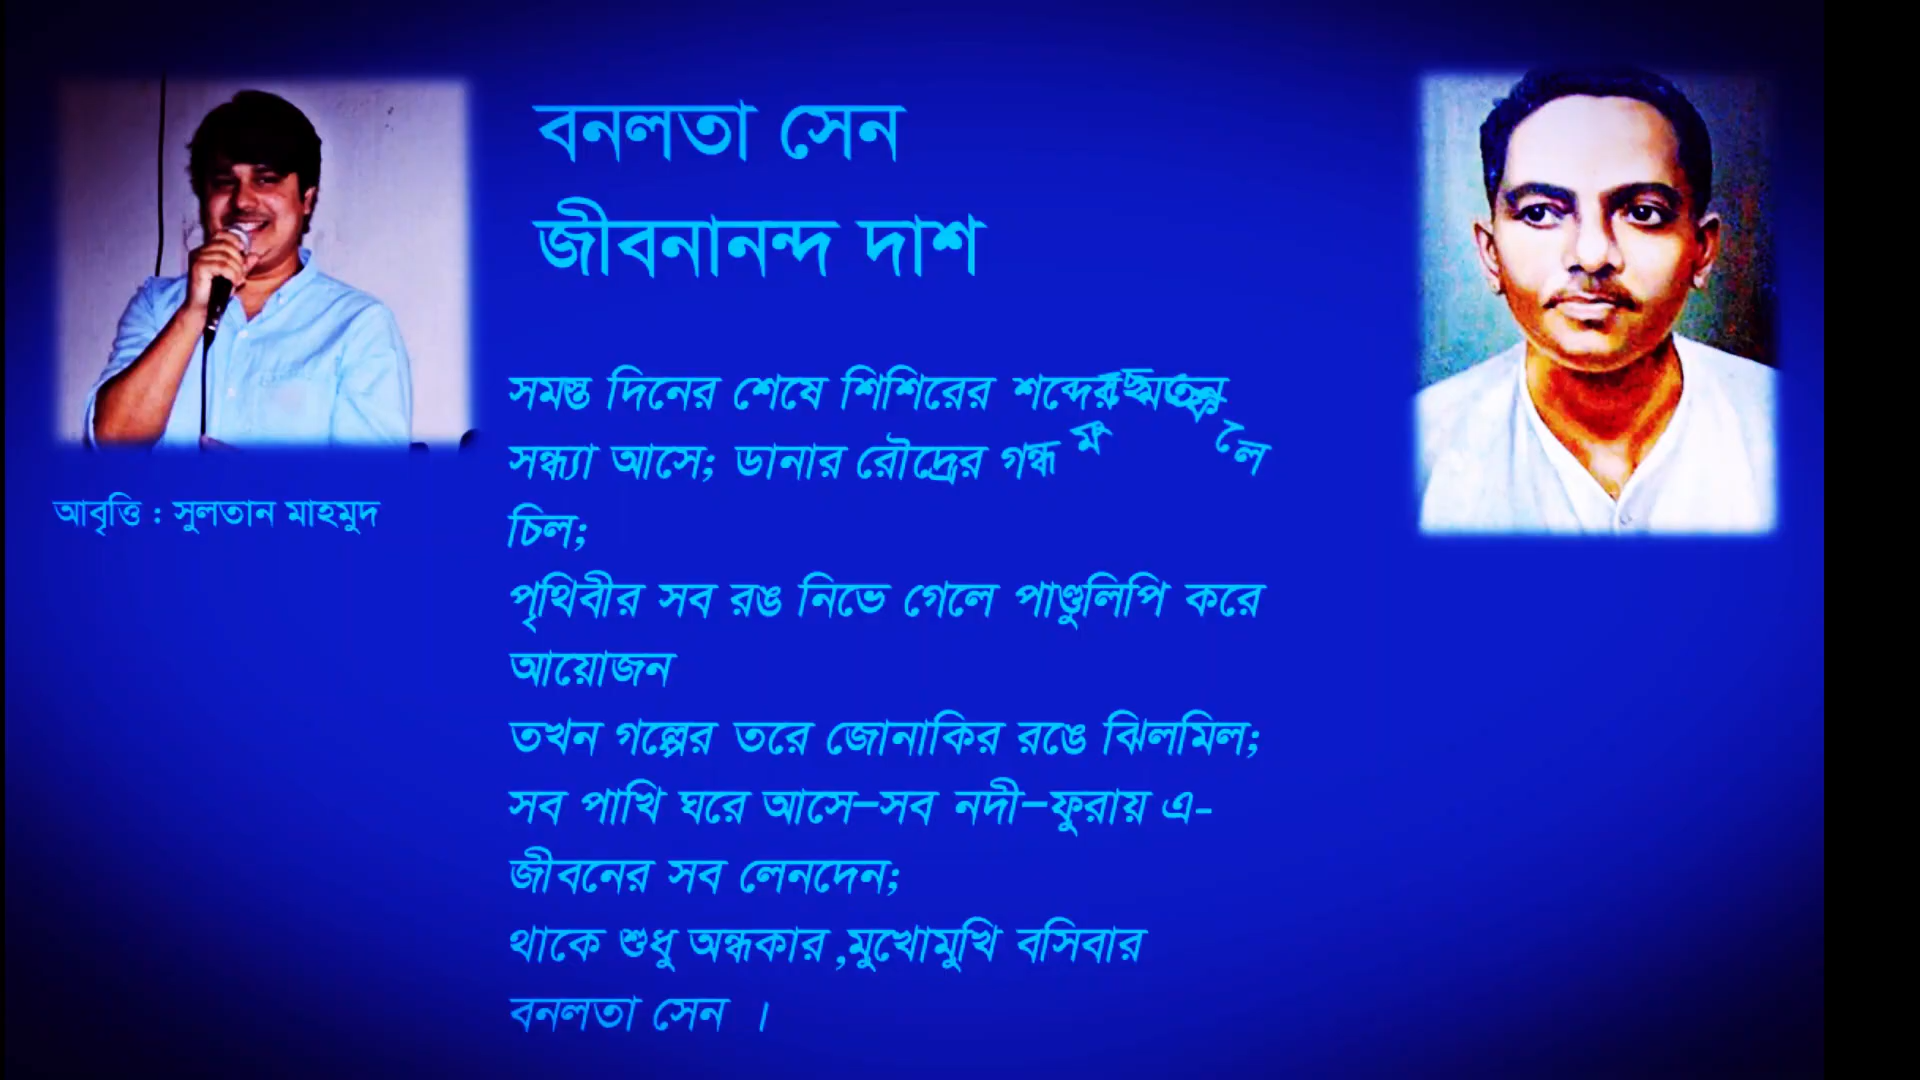 বনলতা সেন
জীবনানন্দ দাশ
সমস্ত দিনের শেষে শিশিরের শব্দের
সন্ধ্যা আসে; ডানার রৌদ্রের গন্ধ
চিল;
পৃথিবীর সব রঙ নিভে গেলে পাণ্ডুলিপি করে
আয়োজন
তখন গল্পের তরে জোনাকির রঙে ঝিলমিল;
সব পাখি ঘরে আসে–সব নদী–ফুরায় এ-
জীবনের সব লেনদেন;
থাকে শুধু অন্ধকার ,মুখোমুখি বসিবার
বনলতা সেন ।
আবৃত্তি : সুলতান মাহমুদ